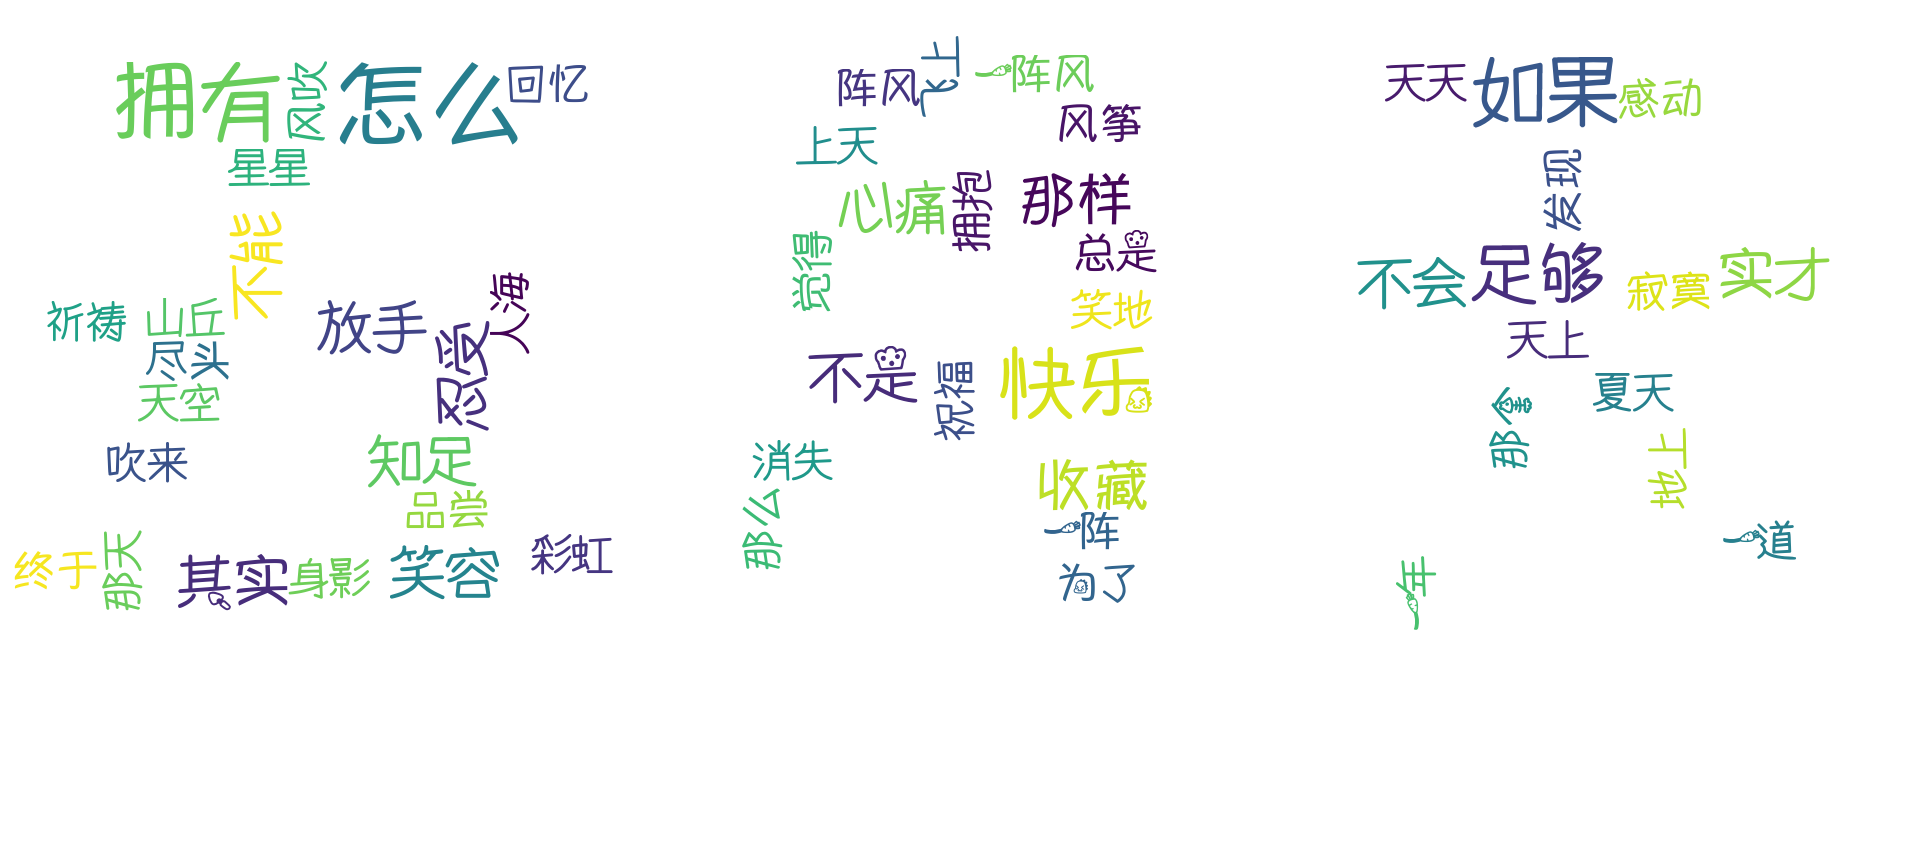 拥有
风吹
怎么
回忆
星星
不能
人海
祈祷
山丘
放手
忍受
尽头
天空
吹来
知足
品尝
终于
那天
其实
身影
笑容
彩虹
飞上
一阵风
阵风
风筝
上天
心痛
拥抱
那样
觉得
总是
笑地
不是
祝福
快乐
消失
收藏
那么
一阵
为了
天天
如果
感动
发现
不会
足够
寂寞
实才
天上
那个
夏天
地上
一道
一年